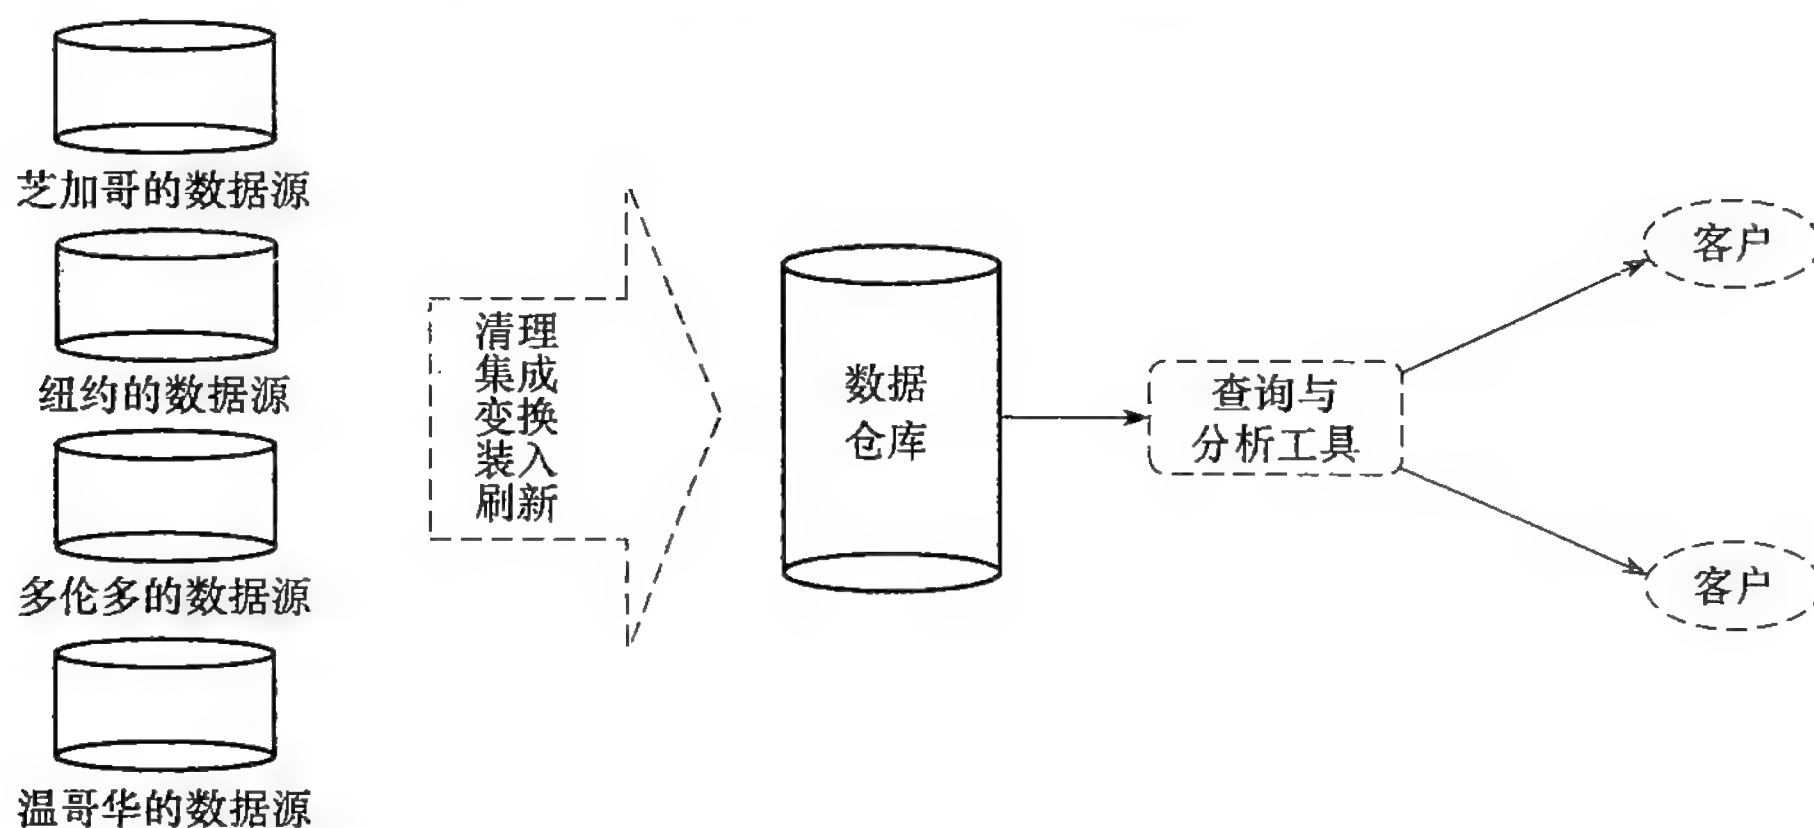 芝加哥的数据源
纽约的数据源
多伦多的数据源
温哥华的数据源
清理
集成
变换
装入
刷新
数据
仓库
查询与
分析工具
客户
客户